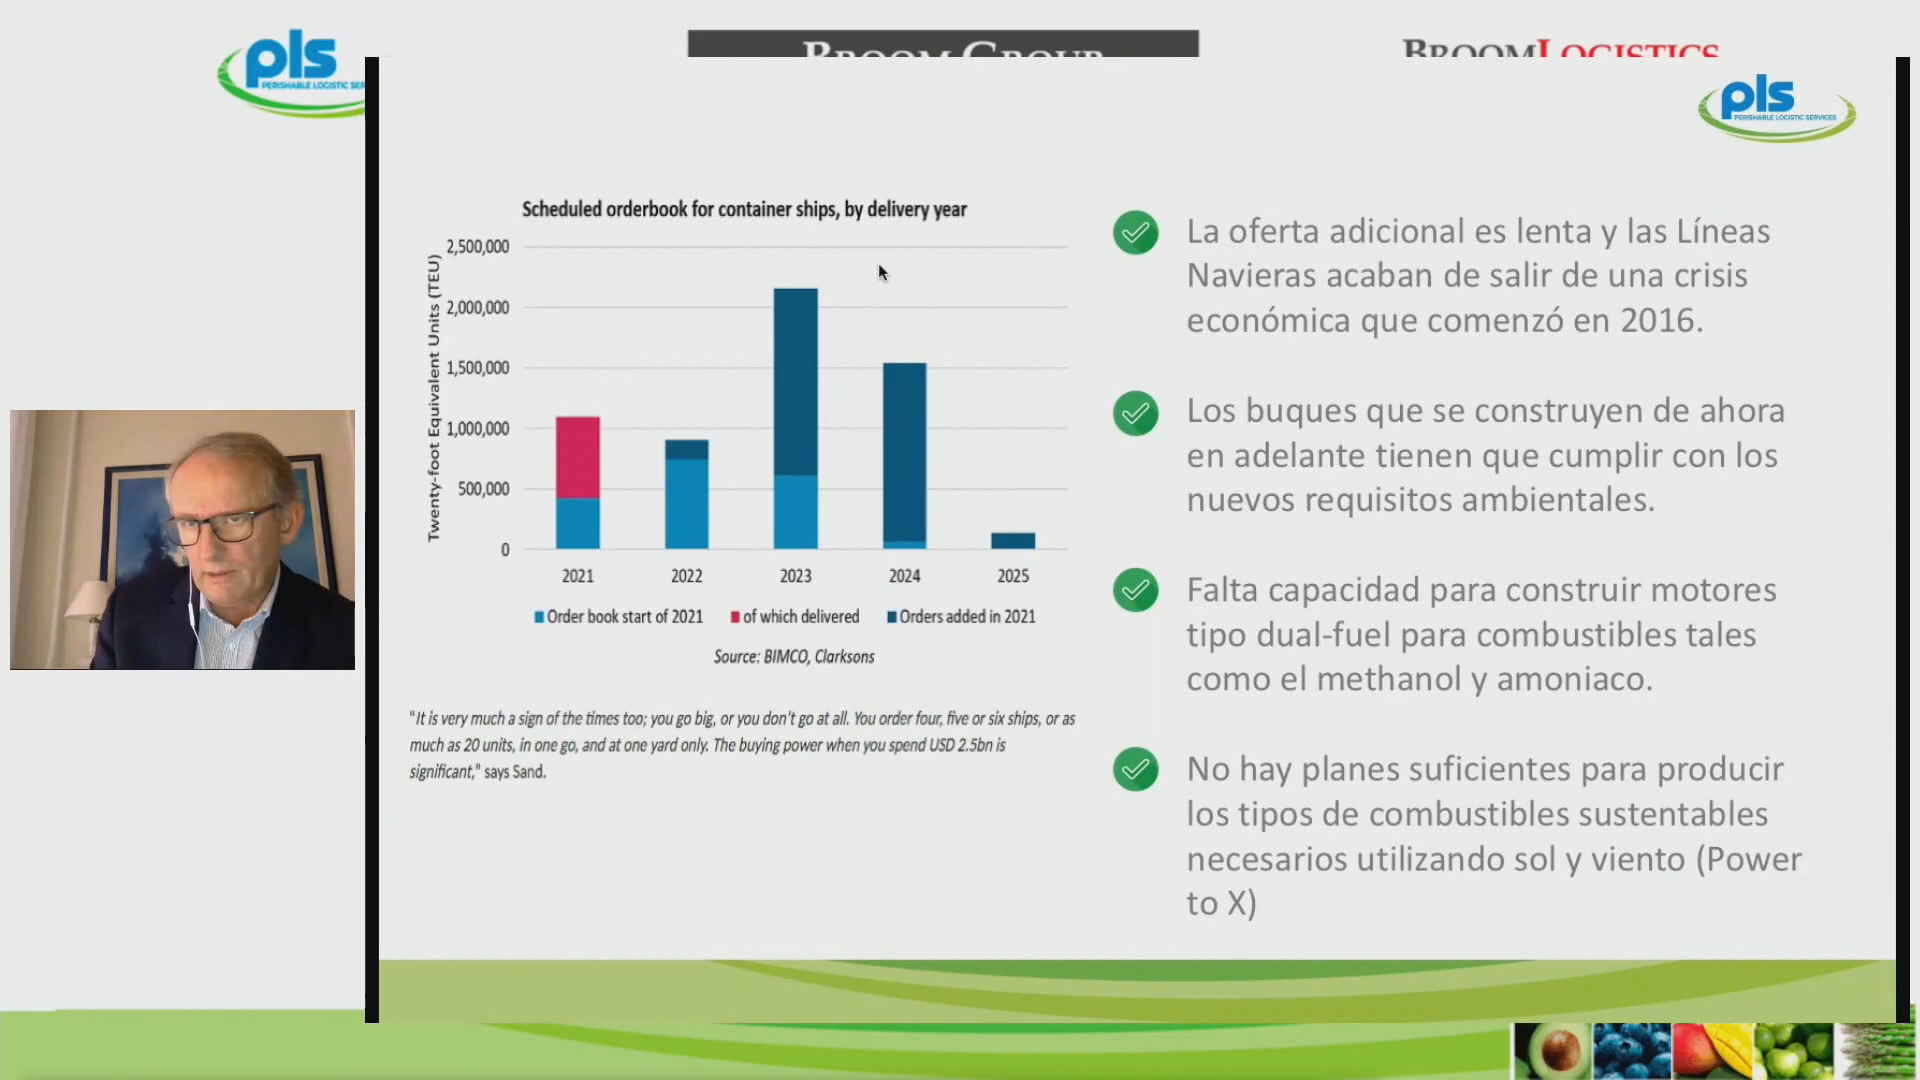 pls
PERISHABLE LOGISTIC SER
BROOM GROUP
BROOMLOGISTICS
pls
PERISHABLE LOGISTIC SERVICES
Scheduled orderbook for container ships, by delivery year
Twenty-foot Equivalent Units (TEU)
2,500,000
2,000,000
1,500,000
1,000,000
500,000
0
2021 2022 2023 2024 2025
Order book start of 2021 of which delivered Orders added in 2021
Source: BIMCO, Clarksons
"It is very much a sign of the times too; you go big, or you don't go at all. You order four, five or six ships, or as
much as 20 units, in one go, and at one yard only. The buying power when you spend USD 2.5bn is
significant," says Sand.
La oferta adicional es lenta y las Líneas
Navieras acaban de salir de una crisis
económica que comenzó en 2016.
Los buques que se construyen de ahora
en adelante tienen que cumplir con los
nuevos requisitos ambientales.
Falta capacidad para construir motores
tipo dual-fuel para combustibles tales
como el methanol y amoniaco.
No hay planes suficientes para producir
los tipos de combustibles sustentables
necesarios utilizando sol y viento (Power
to X)